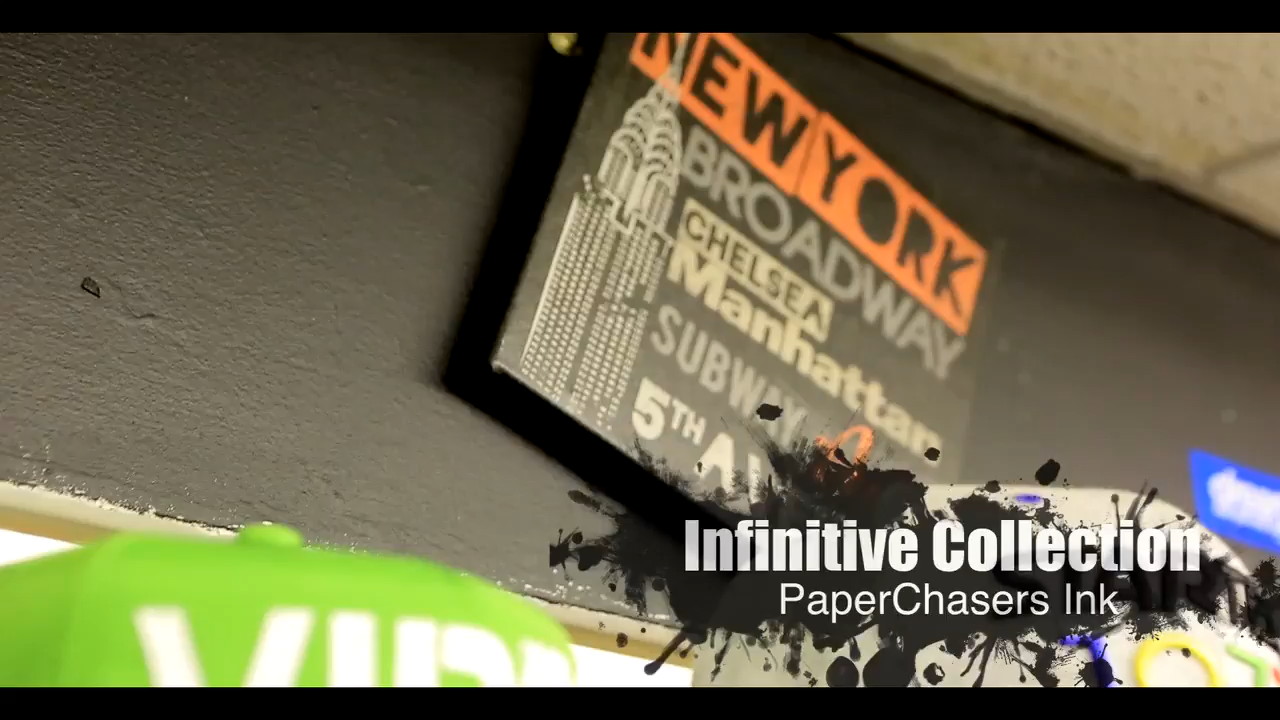 NEW YORK
BROADWAY
CHELSEA
Manhattan
SUBWAY
5TH
Infinitive Collection
PaperChasers Ink